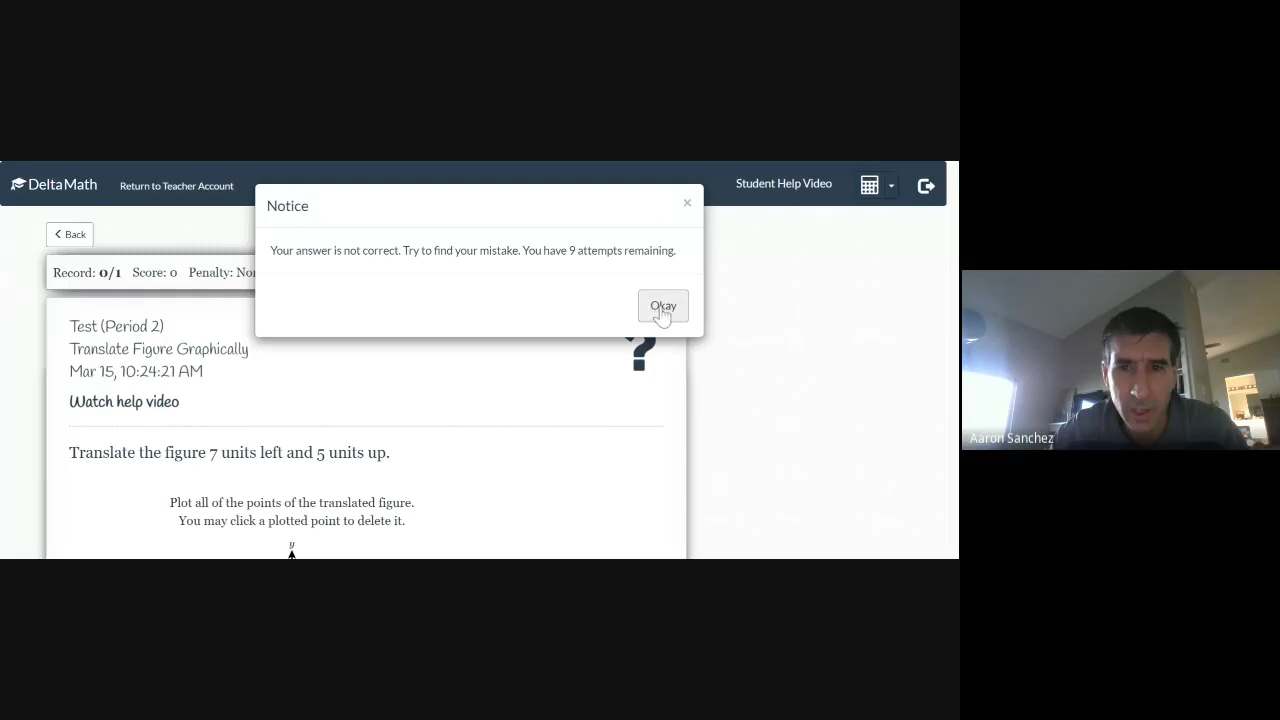 DeltaMath
Return to Teacher Account
Student Help Video
Notice
×
Your answer is not correct. Try to find your mistake. You have 9 attempts remaining.
Okay
Back
Record: 0/1 Score: 0 Penalty:
Test (Period 2)
Translate Figure Graphically
Mar 15, 10:24:21 AM
Watch help video
?
Translate the figure 7 units left and 5 units up.
Plot all of the points of the translated figure.
You may click a plotted point to delete it.
y
Aaron Sanchez